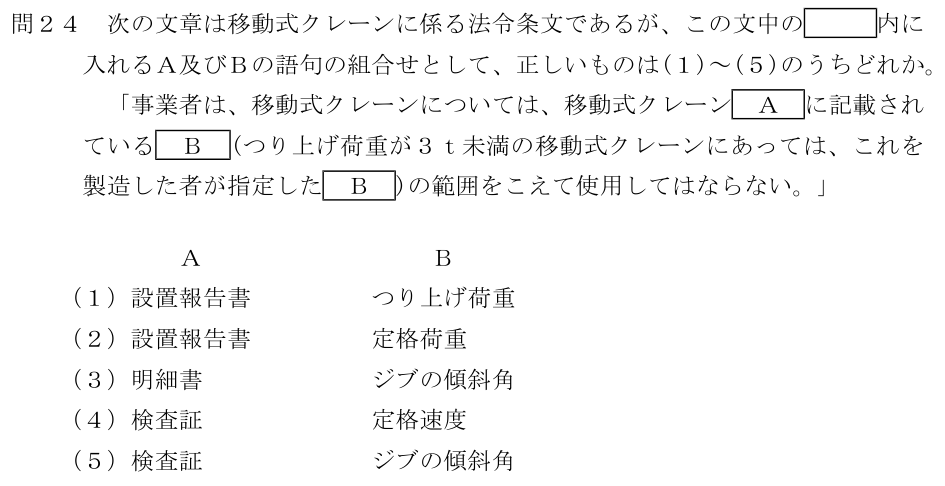 問２４　次の文章は移動式クレーンに係る法令条文であるが、この文中の　　　内に
入れるＡ及びＢの語句の組合せとして、正しいものは(１)～(５)のうちどれか。
「事業者は、移動式クレーンについては、移動式クレーン　Ａ　に記載され
ている　Ｂ　(つり上げ荷重が３ｔ未満の移動式クレーンにあっては、これを
製造した者が指定した　Ｂ　)の範囲をこえて使用してはならない。」
Ａ　　　　　　　　　　Ｂ
(１) 設置報告書　　　　　つり上げ荷重
(２) 設置報告書　　　　　定格荷重
(３) 明細書　　　　　　　ジブの傾斜角
(４) 検査証　　　　　　　定格速度
(５) 検査証　　　　　　　ジブの傾斜角